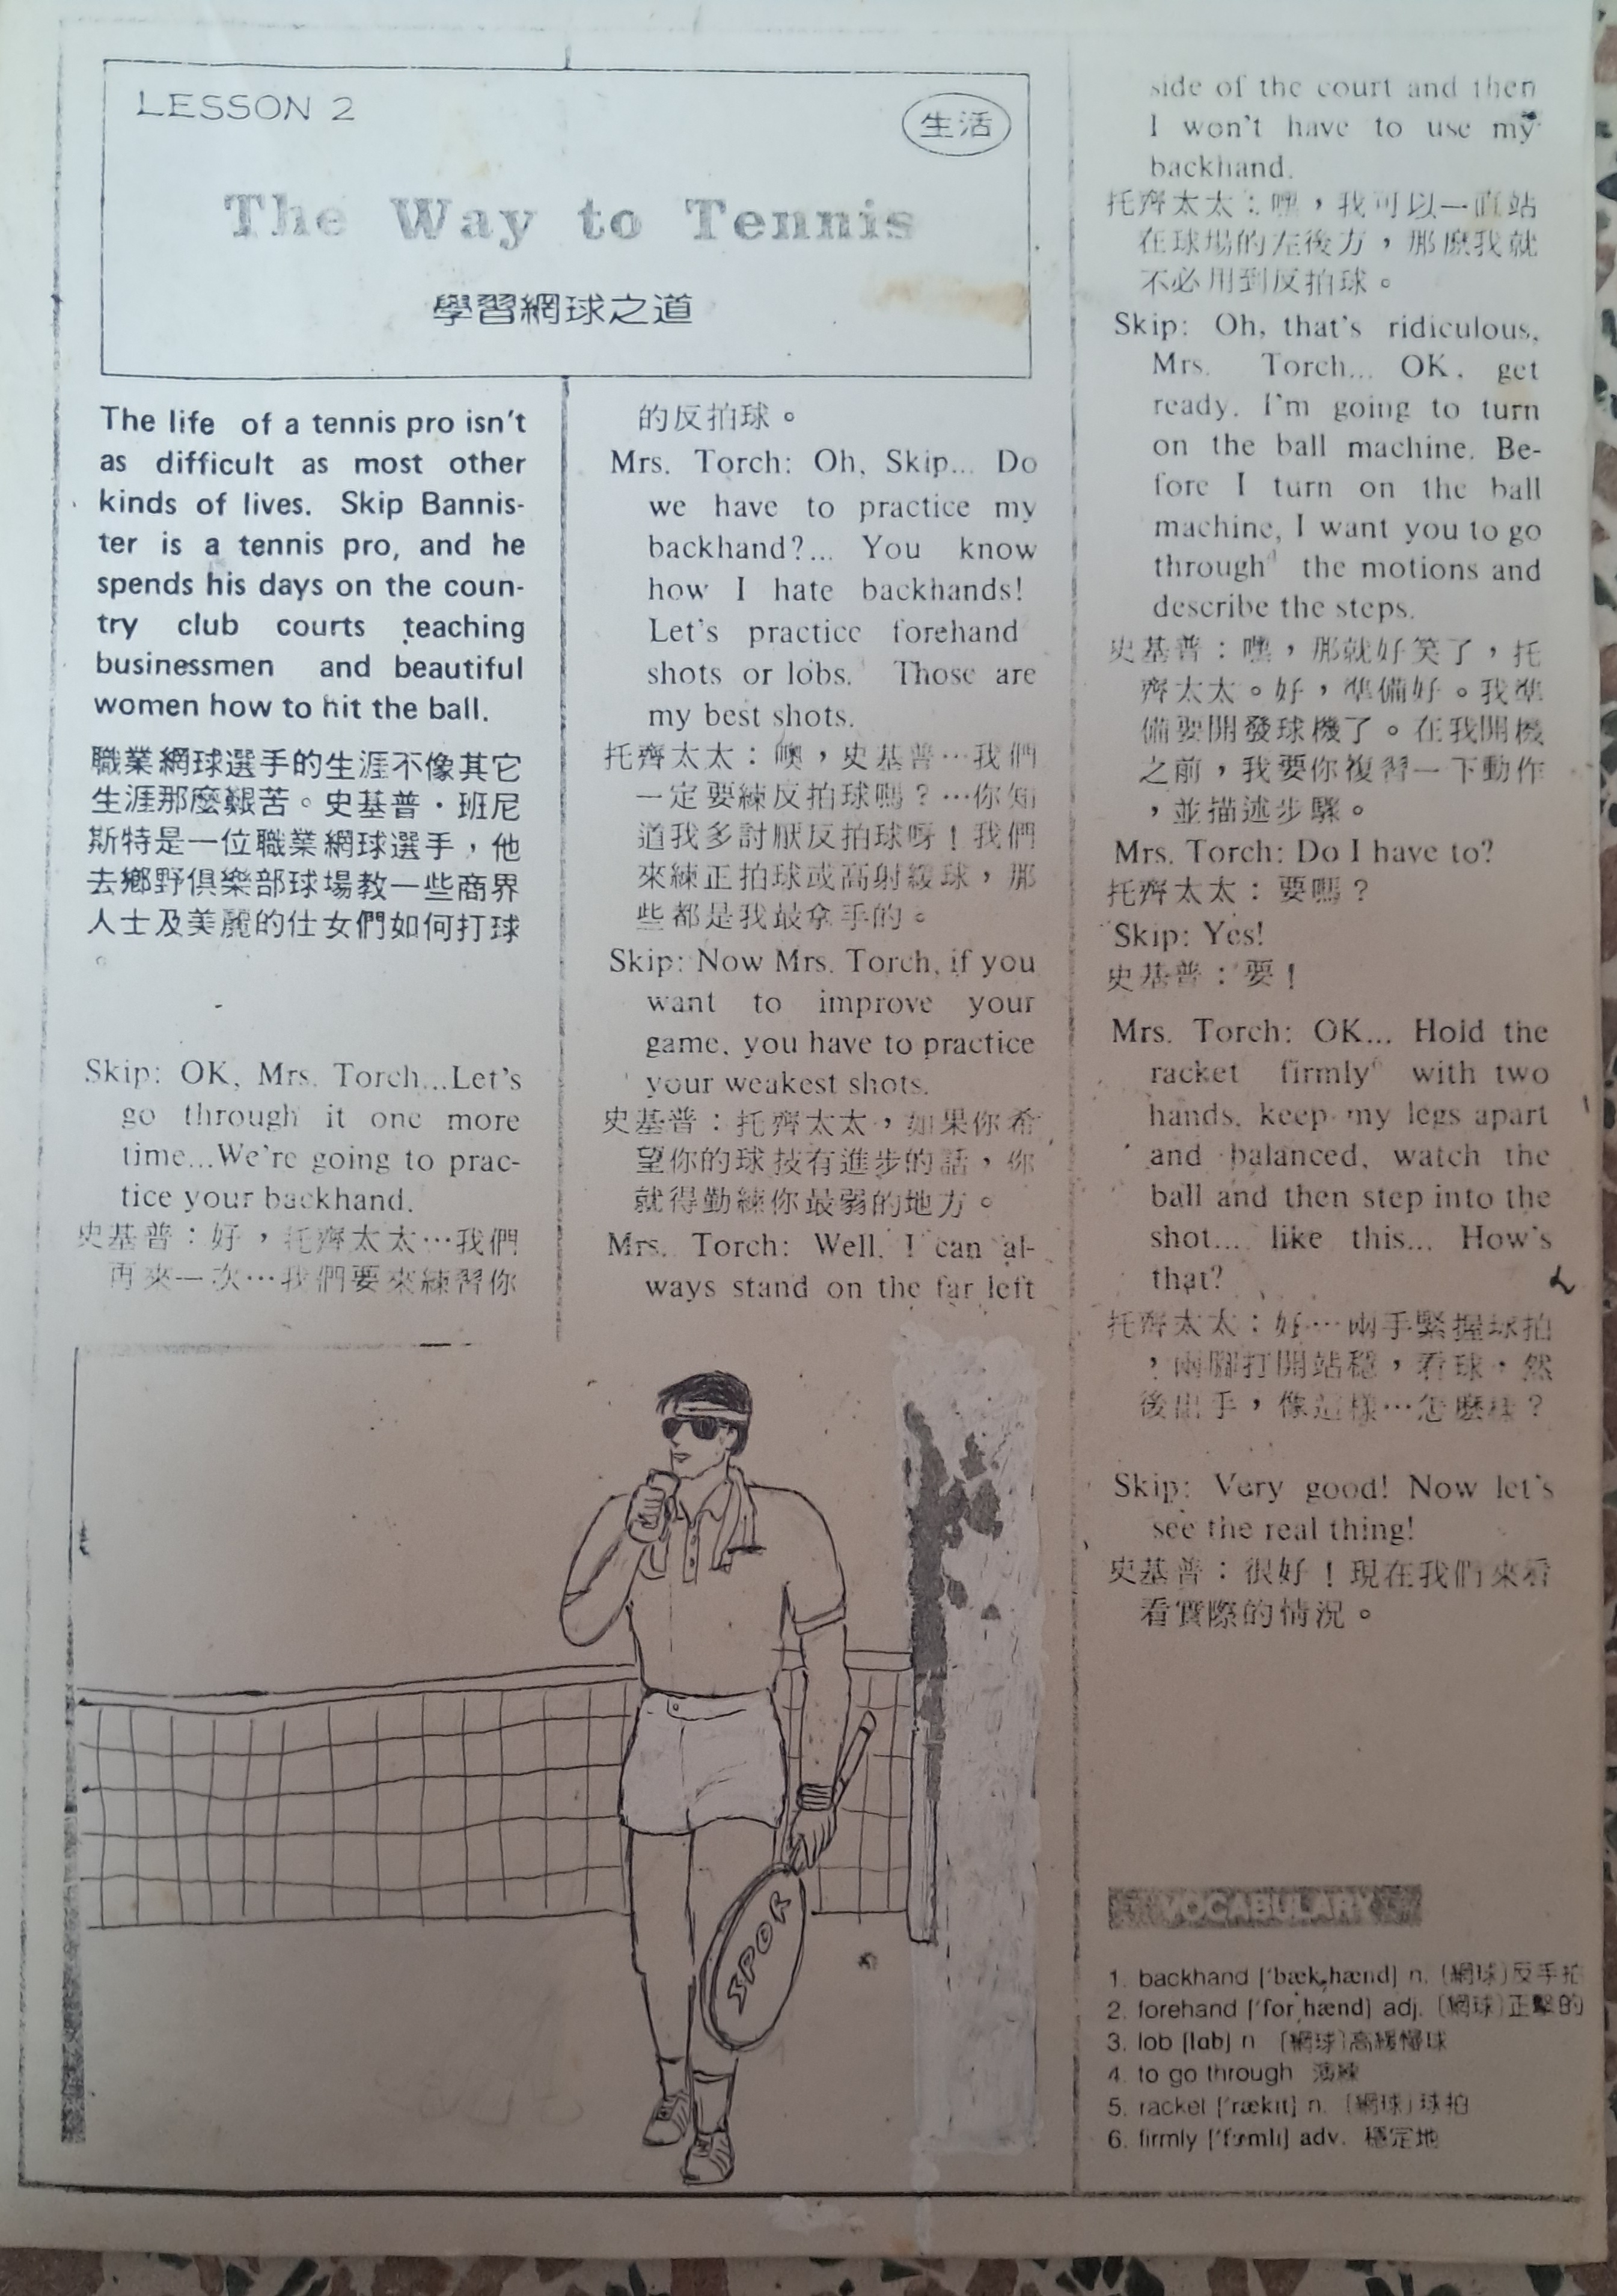 LESSON 2
生活
The Way to Tennis
學習網球之道
The life of a tennis pro isn't
as difficult as most other
kinds of lives. Skip Bannis-
ter is a tennis pro, and he
spends his days on the coun-
try club courts teaching
businessmen and beautiful
women how to hit the ball.
職業網球選手的生涯不像其它
生涯那麼艱苦。史基普・班尼
斯特是一位職業網球選手，他
去鄉野俱樂部球場教一些商界
人士及美麗的仕女們如何打球
。
Skip: OK, Mrs. Torch...Let's
go through it one more
time...We're going to prac-
tice your backhand.
史基普：好，托齊太太…我們
再來一次…我們要來練習你
的反拍球。
Mrs. Torch: Oh, Skip... Do
we have to practice my
backhand?... You know
how I hate backhands!
Let's practice forehand
shots or lobs. Those are
my best shots.
托齊太太：噢，史基普…我們
一定要練反拍球嗎？…你知
道我多討厭反拍球呀！我們
來練正拍球或高射緩球，那
些都是我最拿手的。
Skip: Now Mrs. Torch, if you
want to improve your
game, you have to practice
your weakest shots.
史基普：托齊太太，如果你希
望你的球技有進步的話，你
就得勤練你最弱的地方。
Mrs. Torch: Well, I can al-
ways stand on the far left
side of the court and then
I won't have to use my
backhand.
托齊太太：嘿，我可以一直站
在球場的左後方，那麼我就
不必用到反拍球。
Skip: Oh, that's ridiculous,
Mrs. Torch... OK, get
ready. I'm going to turn
on the ball machine. Be-
fore I turn on the ball
machine, I want you to go
through the motions and
describe the steps.
史基普：嘿，那就好笑了，托
齊太太。好，準備好。我準
備要開發球機了。在我開機
之前，我要你複習一下動作
，並描述步驟。
Mrs. Torch: Do I have to?
托齊太太：要嗎？
Skip: Yes!
史基普：要！
Mrs. Torch: OK... Hold the
racket firmly with two
hands, keep my legs apart
and balanced, watch the
ball and then step into the
shot... like this... How's
that?
托齊太太：好…兩手緊握球拍
，兩腳打開站穩，看球，然
後出手，像這樣…怎麼樣？
Skip: Very good! Now let's
see the real thing!
史基普：很好！現在我們來看
看實際的情況。
SPOR
VOCABULARY
1. backhand [ˈbækˌhænd] n. (網球)反手拍
2. forehand [ˈforˌhænd] adj. (網球)正擊的
3. lob [lɑb] n (網球)高緩慢球
4. to go through 演練
5. racket [ˈrækɪt] n. (網球)球拍
6. firmly [ˈfɝmlɪ] adv. 穩定地